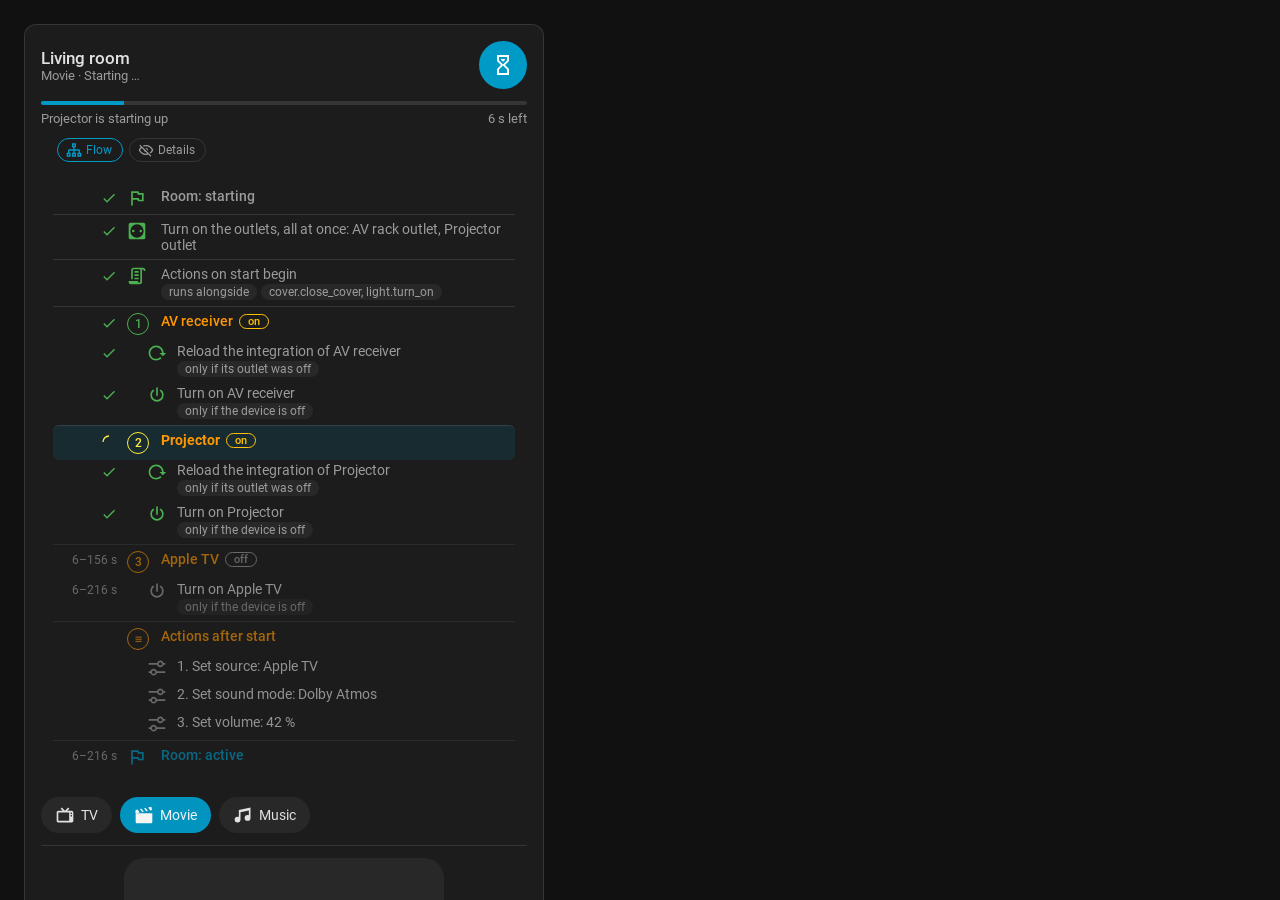 Living room
Movie · Starting …
Projector is starting up
6 s left
Flow
Details
Room: starting
Turn on the outlets, all at once: AV rack outlet, Projector
outlet
Actions on start begin
runs alongside
cover.close_cover, light.turn_on
1
AV receiver
on
Reload the integration of AV receiver
only if its outlet was off
Turn on AV receiver
only if the device is off
2
Projector
on
Reload the integration of Projector
only if its outlet was off
Turn on Projector
only if the device is off
6–156 s
3
Apple TV
off
6–216 s
Turn on Apple TV
only if the device is off
Actions after start
1. Set source: Apple TV
2. Set sound mode: Dolby Atmos
3. Set volume: 42 %
6–216 s
Room: active
TV
Movie
Music